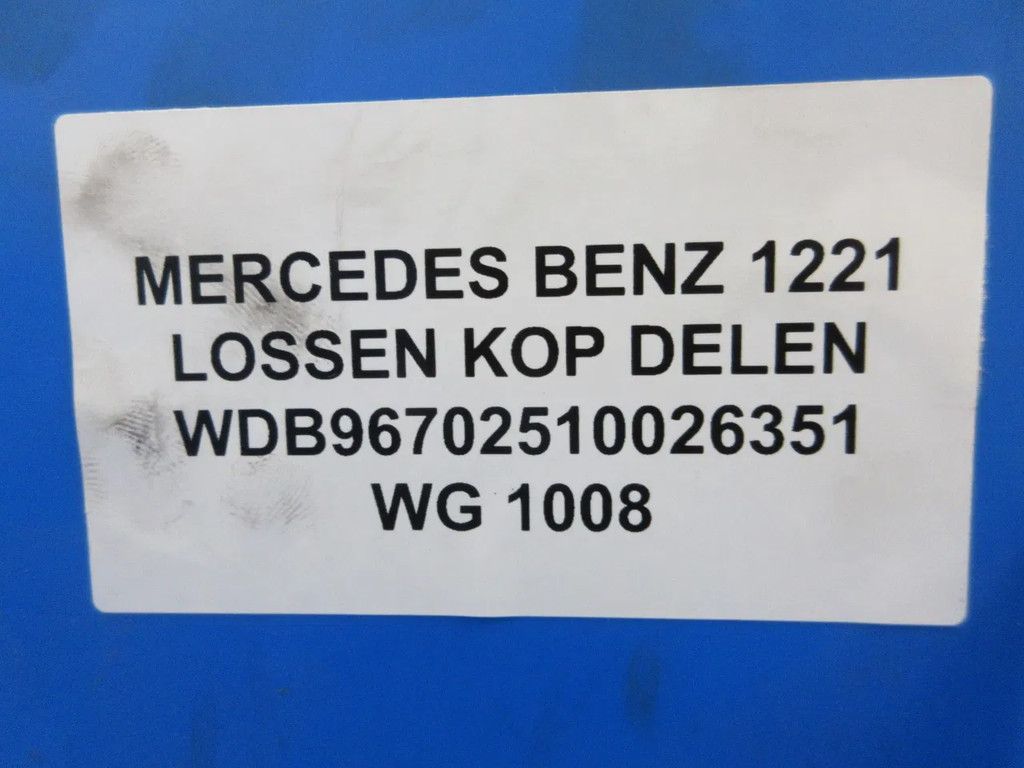 MERCEDES BENZ 1221
LOSSEN KOP DELEN
WDB96702510026351
WG 1008